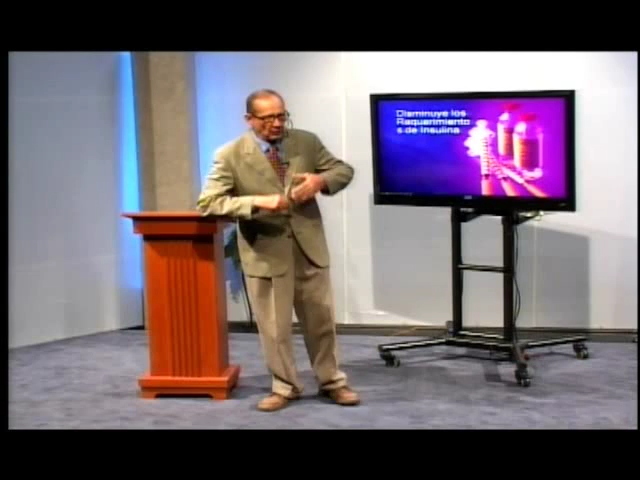 Disminuye los
Requerimiento
s de Insulina